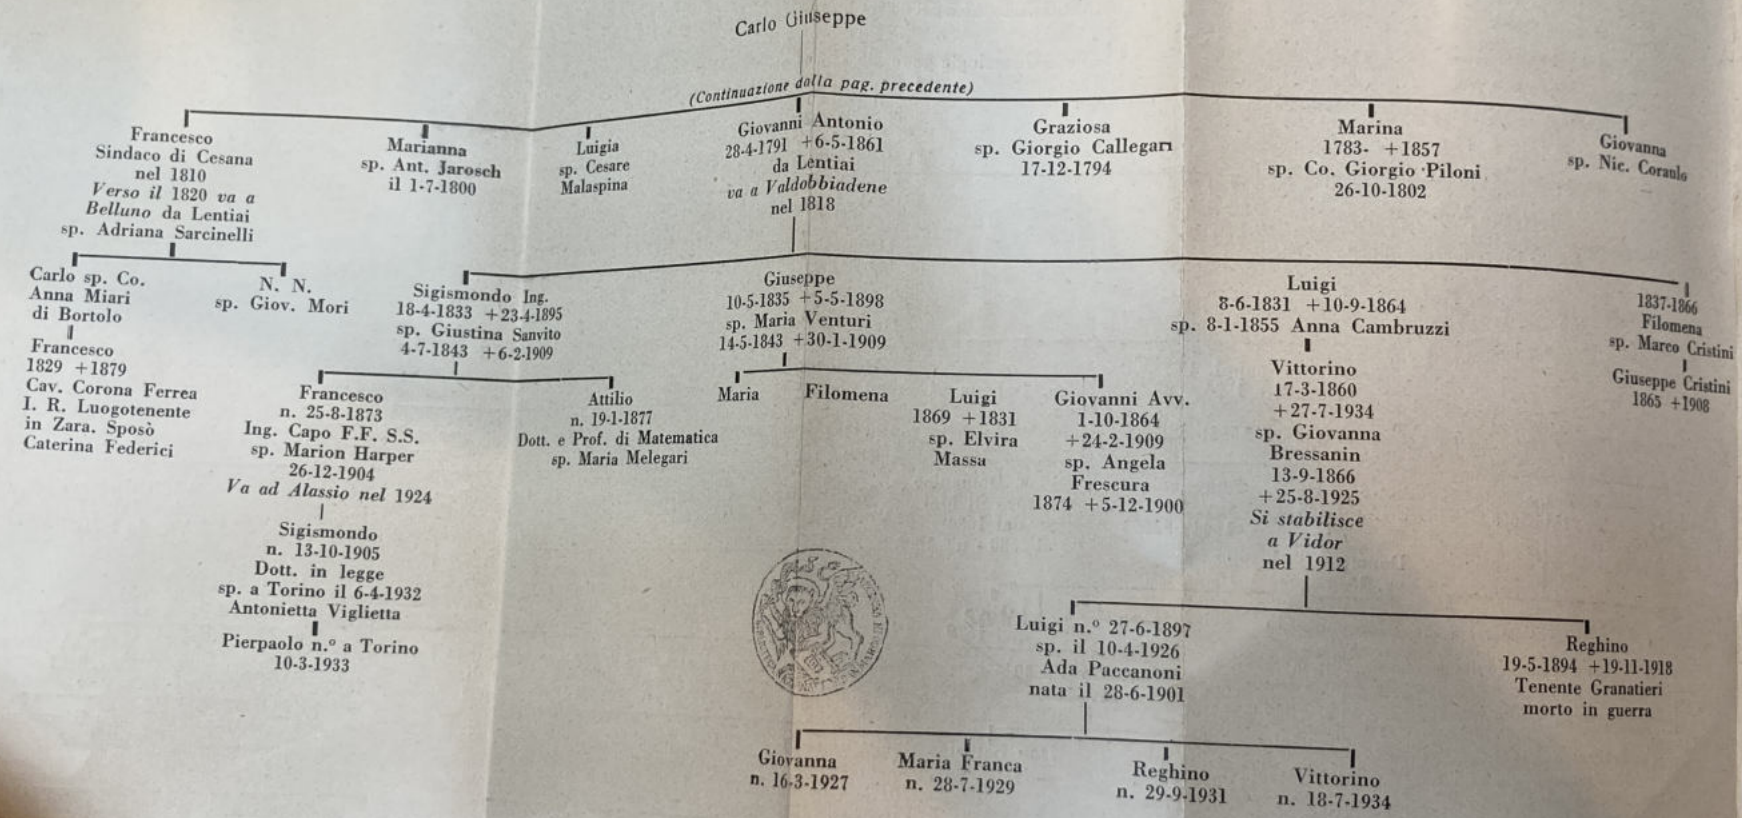 Carlo Giuseppe
(Continuazione dalla pag. precedente)
Francesco
Sindaco di Cesana
nel 1810
Verso il 1820 va a
Belluno da Lentiai
sp. Adriana Sarcinelli
Marianna
sp. Ant. Jarosch
il 1-7-1800
Luigia
sp. Cesare
Malaspina
Giovanni Antonio
28-4-1791 +6-5-1861
da Lentiai
va a Valdobbiadene
nel 1818
Graziosa
sp. Giorgio Callegari
17-12-1794
Marina
1783- +1857
sp. Co. Giorgio Piloni
26-10-1802
Giovanna
sp. Nic. Coraulo
Carlo sp. Co.
Anna Miari
di Bortolo
N. N.
sp. Giov. Mori
Sigismondo Ing.
18-4-1833 +23-4-1895
sp. Giustina Sanvito
4-7-1843 +6-2-1909
Giuseppe
10-5-1835 +5-5-1898
sp. Maria Venturi
14-5-1843 +30-1-1909
Luigi
8-6-1831 +10-9-1864
sp. 8-1-1855 Anna Cambruzzi
1837-1866
Filomena
sp. Marco Cristini
Francesco
1829 +1879
Cav. Corona Ferrea
I. R. Luogotenente
in Zara. Sposò
Caterina Federici
Francesco
n. 25-8-1873
Ing. Capo F.F. S.S.
sp. Marion Harper
26-12-1904
Va ad Alassio nel 1924
Attilio
n. 19-1-1877
Dott. e Prof. di Matematica
sp. Maria Melegari
Maria
Filomena
Luigi
1869 +1831
sp. Elvira
Massa
Giovanni Avv.
1-10-1864
+24-2-1909
sp. Angela
Frescura
1874 +5-12-1900
Vittorino
17-3-1860
+27-7-1934
sp. Giovanna
Bressanin
13-9-1866
+25-8-1925
Si stabilisce
a Vidor
nel 1912
Giuseppe Cristini
1865 +1908
Sigismondo
n. 13-10-1905
Dott. in legge
sp. a Torino il 6-4-1932
Antonietta Viglietta
Pierpaolo n.º a Torino
10-3-1933
Luigi n.º 27-6-1897
sp. il 10-4-1926
Ada Paccanoni
nata il 28-6-1901
Reghino
19-5-1894 +19-11-1918
Tenente Granatieri
morto in guerra
Giovanna
n. 16-3-1927
Maria Franca
n. 28-7-1929
Reghino
n. 29-9-1931
Vittorino
n. 18-7-1934